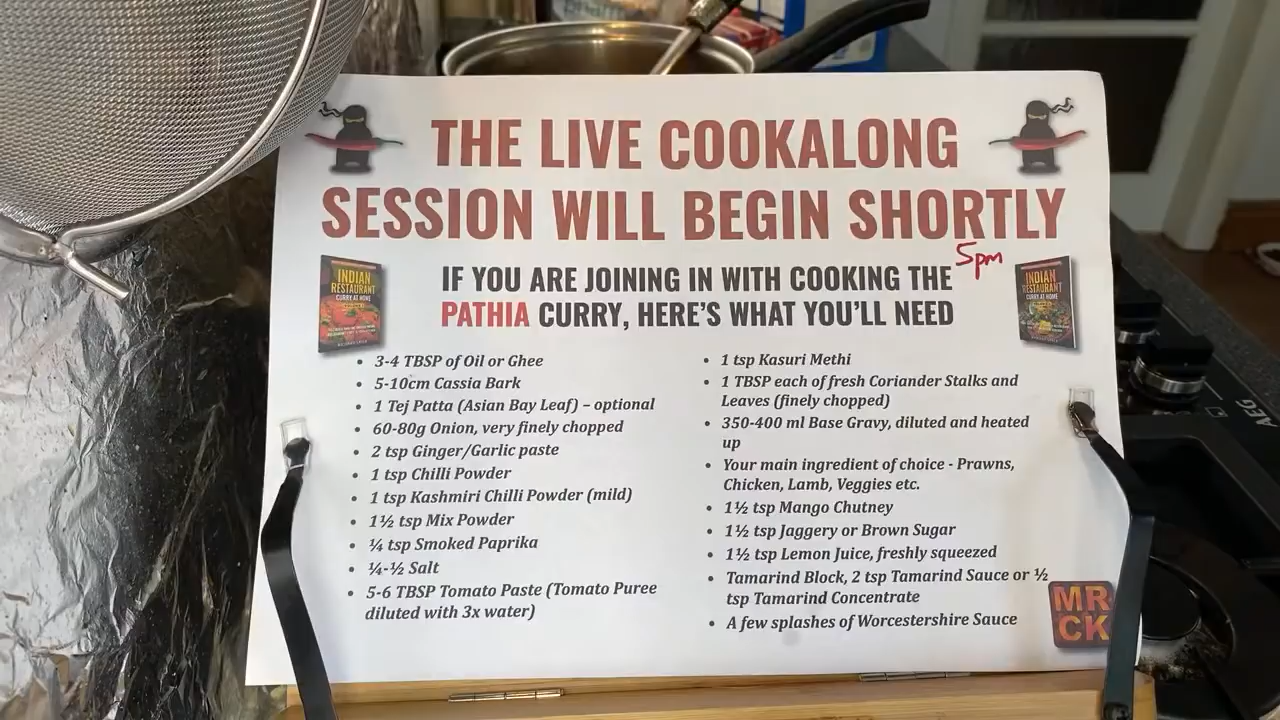 THE LIVE COOKALONG
SESSION WILL BEGIN SHORTLY
5pm
IF YOU ARE JOINING IN WITH COOKING THE
PATHIA CURRY, HERE'S WHAT YOU'LL NEED
INDIAN
RESTAURANT
CURRY AT HOME
INDIAN
RESTAURANT
CURRY AT HOME
• 3-4 TBSP of Oil or Ghee
• 5-10cm Cassia Bark
• 1 Tej Patta (Asian Bay Leaf) – optional
• 60-80g Onion, very finely chopped
• 2 tsp Ginger/Garlic paste
• 1 tsp Chilli Powder
• 1 tsp Kashmiri Chilli Powder (mild)
• 1½ tsp Mix Powder
• ¼ tsp Smoked Paprika
• ¼-½ Salt
• 5-6 TBSP Tomato Paste (Tomato Puree
diluted with 3x water)
• 1 tsp Kasuri Methi
• 1 TBSP each of fresh Coriander Stalks and
Leaves (finely chopped)
• 350-400 ml Base Gravy, diluted and heated
up
• Your main ingredient of choice - Prawns,
Chicken, Lamb, Veggies etc.
• 1½ tsp Mango Chutney
• 1½ tsp Jaggery or Brown Sugar
• 1½ tsp Lemon Juice, freshly squeezed
• Tamarind Block, 2 tsp Tamarind Sauce or ½
tsp Tamarind Concentrate
• A few splashes of Worcestershire Sauce
MR
CK
AEG